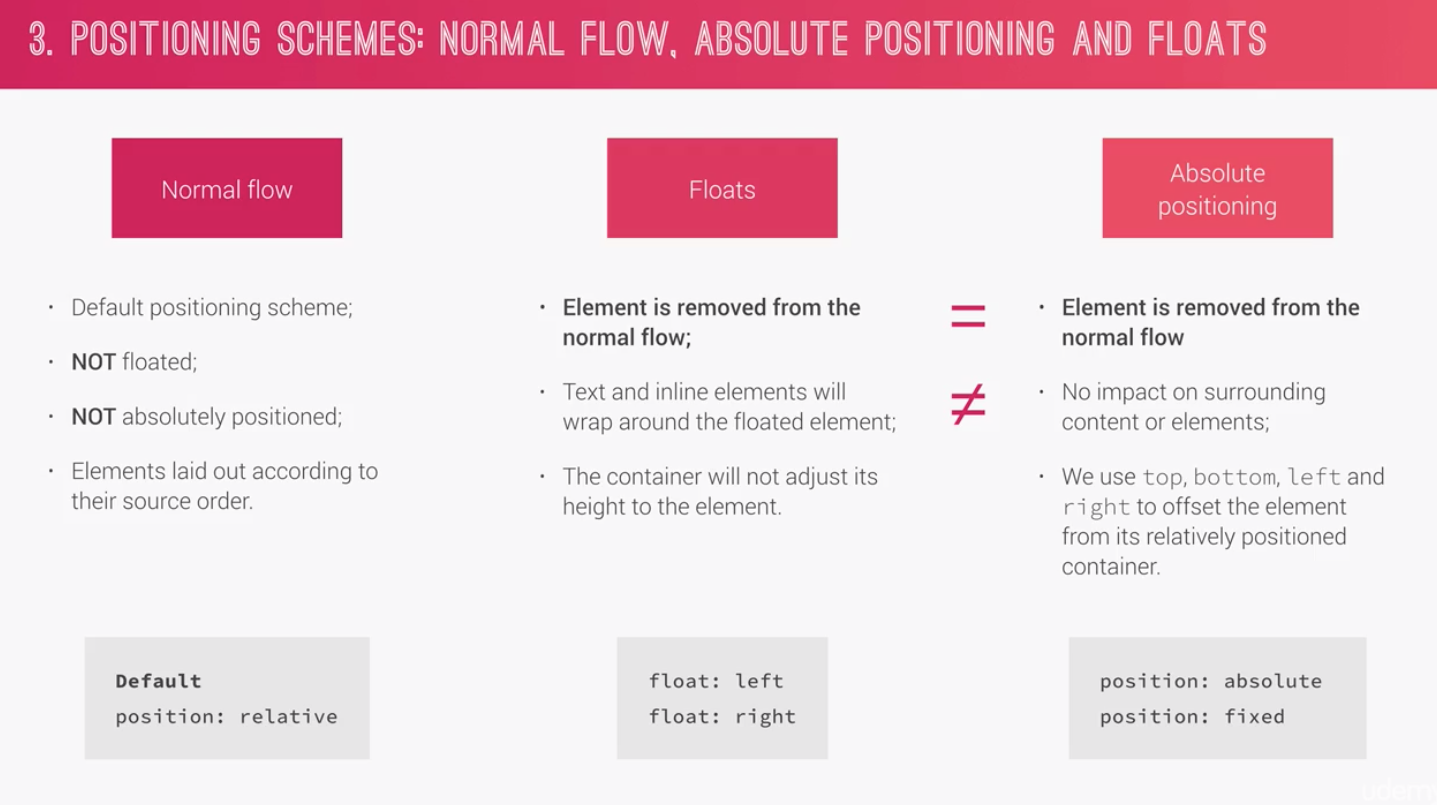 3. POSITIONING SCHEMES: NORMAL FLOW, ABSOLUTE POSITIONING AND FLOATS
Normal flow
· Default positioning scheme;
· NOT floated;
· NOT absolutely positioned;
· Elements laid out according to
their source order.
Default
position: relative
Floats
· Element is removed from the
normal flow;
· Text and inline elements will
wrap around the floated element;
· The container will not adjust its
height to the element.
float: left
float: right
=
≠
Absolute
positioning
· Element is removed from the
normal flow
· No impact on surrounding
content or elements;
· We use top, bottom, left and
right to offset the element
from its relatively positioned
container.
position: absolute
position: fixed
udemy